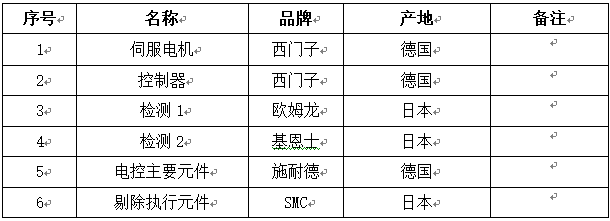 序号 名称 品牌 产地 备注
1 伺服电机 西门子 德国
2 控制器 西门子 德国
3 检测 1 欧姆龙 日本
4 检测 2 基恩士 日本
5 电控主要元件 施耐德 德国
6 剔除执行元件 SMC 日本